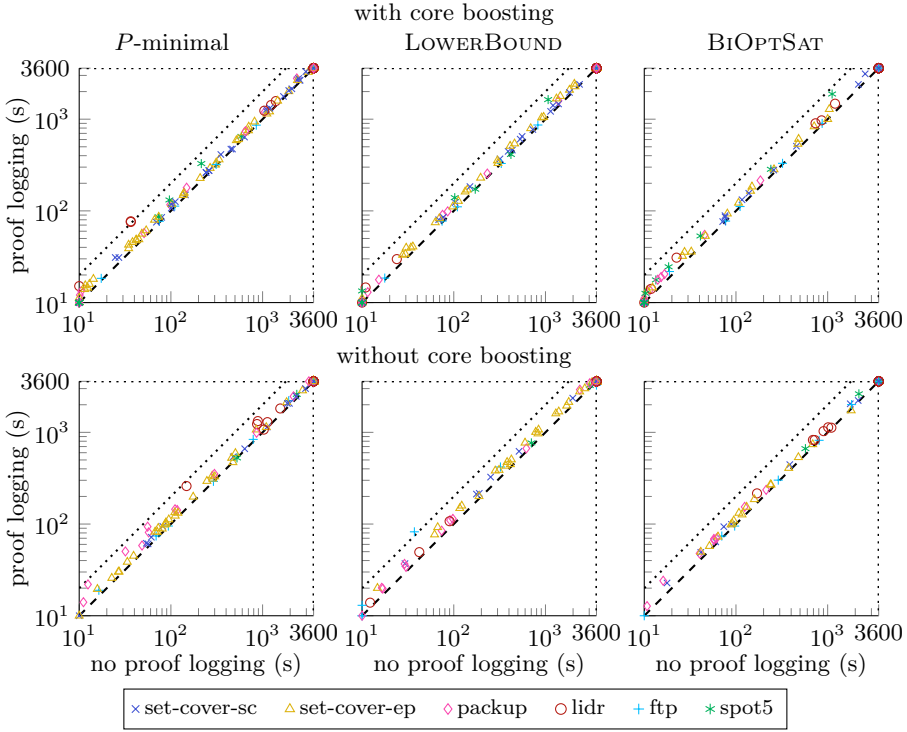 with core boosting
P-minimal LOWERBOUND BIOPTSAT
3600
10³
10²
10¹
proof logging (s)
10¹ 10² 10³ 3600 10¹ 10² 10³ 3600 10¹ 10² 10³ 3600
without core boosting
3600
10³
10²
10¹
proof logging (s)
10¹ 10² 10³ 3600 10¹ 10² 10³ 3600 10¹ 10² 10³ 3600
no proof logging (s) no proof logging (s) no proof logging (s)
set-cover-sc set-cover-ep packup lidr ftp spot5